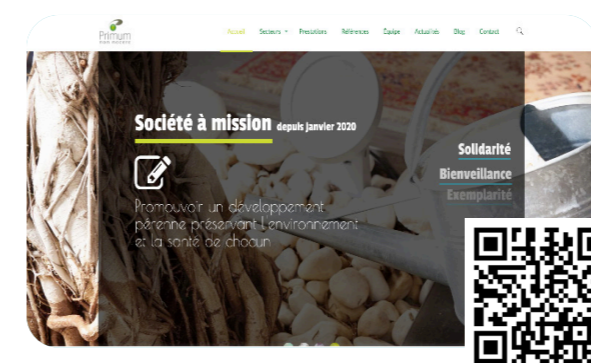 Primum
Accueil Secteurs Prestations Références Équipe Actualités Blog Contact
Société à mission depuis Janvier 2020
Solidarité
Bienveillance
Exemplarité
Promouvoir un développement
pérenne préservant l'environnement
et la santé de chacun